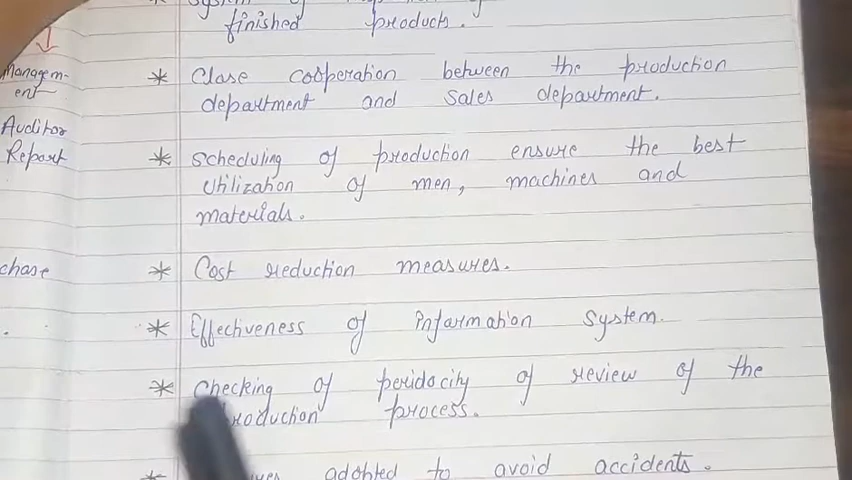 finished products.
* Close cooperation between the production
department and sales department.
* Scheduling of production ensure the best
utilization of men, machines and
materials.
* Cost reduction measures.
* Effectiveness of information system.
* Checking of peridocity of review of the
production process.
* adopted to avoid accidents.
Managem-
ent
Auditor
Report
chase